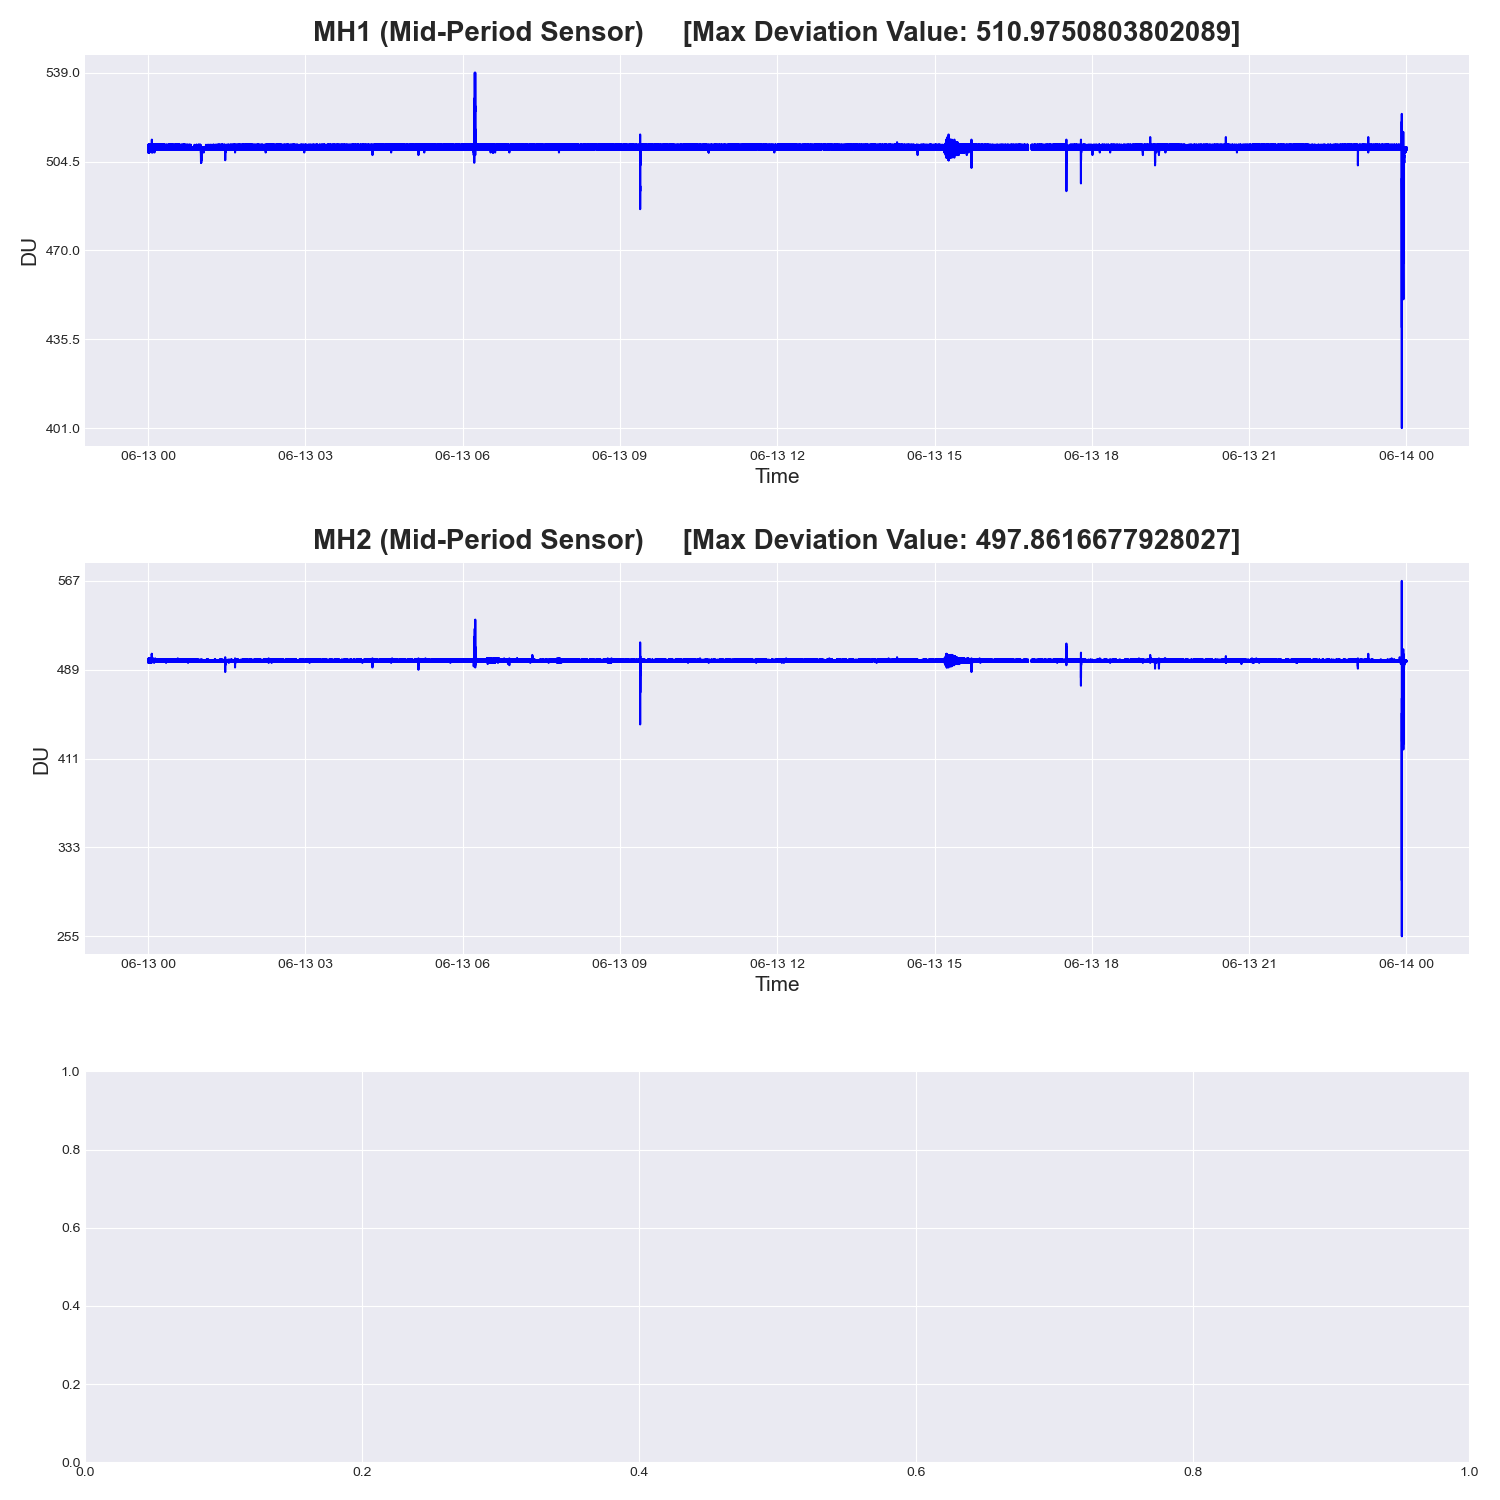 MH1 (Mid-Period Sensor) [Max Deviation Value: 510.9750803802089]
539.0
504.5
470.0
435.5
401.0
DU
06-13 00 06-13 03 06-13 06 06-13 09 06-13 12 06-13 15 06-13 18 06-13 21 06-14 00
Time
MH2 (Mid-Period Sensor) [Max Deviation Value: 497.8616677928027]
567
489
411
333
255
DU
06-13 00 06-13 03 06-13 06 06-13 09 06-13 12 06-13 15 06-13 18 06-13 21 06-14 00
Time
1.0
0.8
0.6
0.4
0.2
0.0
0.0 0.2 0.4 0.6 0.8 1.0